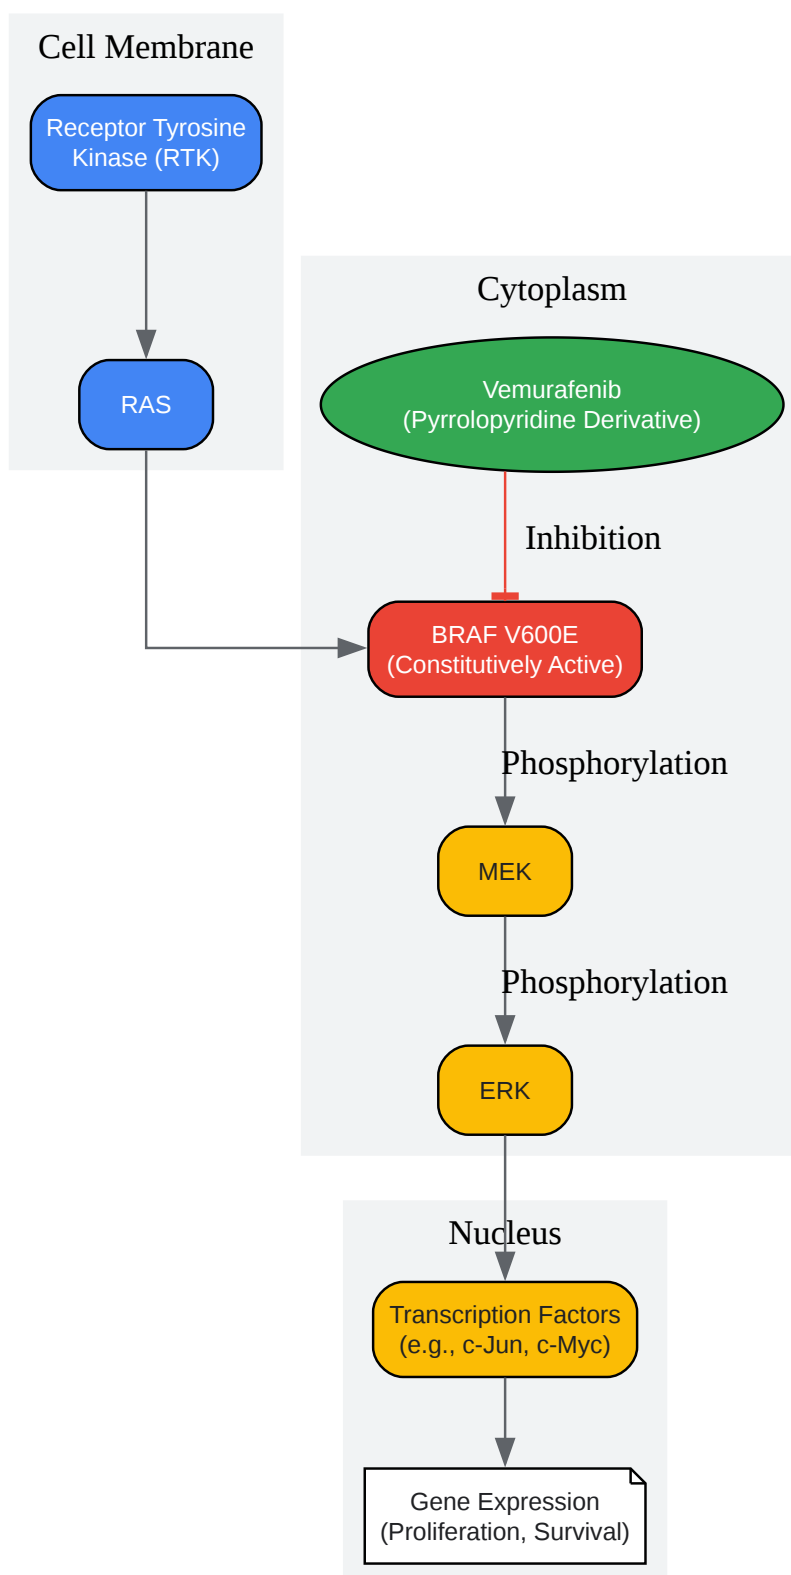 Cell Membrane
Receptor Tyrosine
Kinase (RTK)
RAS
Cytoplasm
Vemurafenib
(Pyrrolopyridine Derivative)
Inhibition
BRAF V600E
(Constitutively Active)
Phosphorylation
MEK
Phosphorylation
ERK
Nucleus
Transcription Factors
(e.g., c-Jun, c-Myc)
Gene Expression
(Proliferation, Survival)